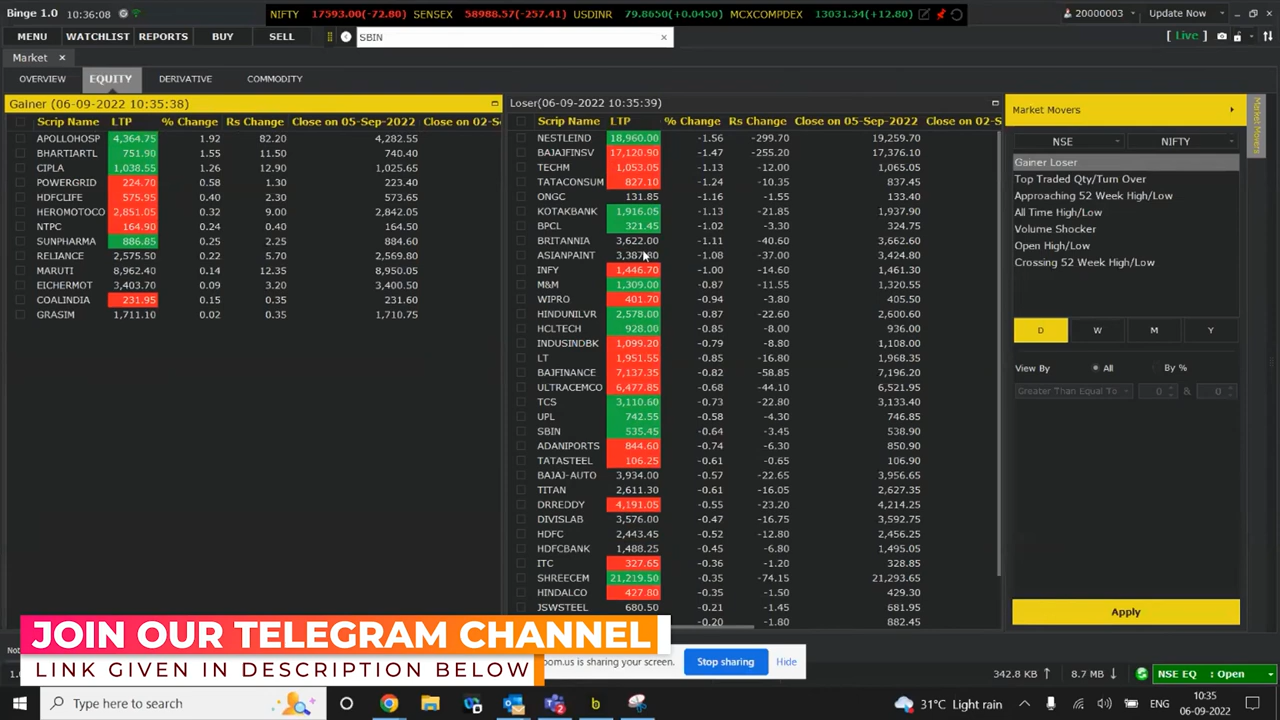 Binge 1.0 10:36:08 NIFTY 17593.00(-72.80) SENSEX 58988.57(-257.41) USDINR 79.8650(+0.0450) MCXCOMPDEX 13031.34(+12.80) 20000003 Update Now
MENU WATCHLIST REPORTS BUY SELL SBIN [ Live ]
Market
OVERVIEW EQUITY DERIVATIVE COMMODITY
Gainer (06-09-2022 10:35:38)
Scrip Name LTP % Change Rs Change Close on 05-Sep-2022 Close on 02-S
APOLLOHOSP 4,364.75 1.92 82.20 4,282.55
BHARTIARTL 751.90 1.55 11.50 740.40
CIPLA 1,038.55 1.26 12.90 1,025.65
POWERGRID 224.70 0.58 1.30 223.40
HDFCLIFE 575.95 0.40 2.30 573.65
HEROMOTOCO 2,851.05 0.32 9.00 2,842.05
NTPC 164.90 0.24 0.40 164.50
SUNPHARMA 886.85 0.25 2.25 884.60
RELIANCE 2,575.50 0.22 5.70 2,569.80
MARUTI 8,962.40 0.14 12.35 8,950.05
EICHERMOT 3,403.70 0.09 3.20 3,400.50
COALINDIA 231.95 0.15 0.35 231.60
GRASIM 1,711.10 0.02 0.35 1,710.75
Loser(06-09-2022 10:35:39)
Scrip Name LTP % Change Rs Change Close on 05-Sep-2022 Close on 02-S
NESTLEIND 18,960.00 -1.56 -299.70 19,259.70
BAJAJFINSV 17,120.90 -1.47 -255.20 17,376.10
TECHM 1,053.05 -1.13 -12.00 1,065.05
TATACONSUM 827.10 -1.24 -10.35 837.45
ONGC 131.85 -1.16 -1.55 133.40
KOTAKBANK 1,916.05 -1.13 -21.85 1,937.90
BPCL 321.45 -1.02 -3.30 324.75
BRITANNIA 3,622.00 -1.11 -40.60 3,662.60
ASIANPAINT 3,387.80 -1.08 -37.00 3,424.80
INFY 1,446.70 -1.00 -14.60 1,461.30
M&M 1,309.00 -0.87 -11.55 1,320.55
WIPRO 401.70 -0.94 -3.80 405.50
HINDUNILVR 2,578.00 -0.87 -22.60 2,600.60
HCLTECH 928.00 -0.85 -8.00 936.00
INDUSINDBK 1,099.20 -0.79 -8.80 1,108.00
LT 1,951.55 -0.85 -16.80 1,968.35
BAJFINANCE 7,137.35 -0.82 -58.85 7,196.20
ULTRACEMCO 6,477.85 -0.68 -44.10 6,521.95
TCS 3,110.60 -0.73 -22.80 3,133.40
UPL 742.55 -0.58 -4.30 746.85
SBIN 535.45 -0.64 -3.45 538.90
ADANIPORTS 844.60 -0.74 -6.30 850.90
TATASTEEL 106.25 -0.61 -0.65 106.90
BAJAJ-AUTO 3,934.00 -0.57 -22.65 3,956.65
TITAN 2,611.30 -0.61 -16.05 2,627.35
DRREDDY 4,191.05 -0.55 -23.20 4,214.25
DIVISLAB 3,576.00 -0.47 -16.75 3,592.75
HDFC 2,443.45 -0.52 -12.80 2,456.25
HDFCBANK 1,488.25 -0.45 -6.80 1,495.05
ITC 327.65 -0.36 -1.20 328.85
SHREECEM 21,219.50 -0.35 -74.15 21,293.65
HINDALCO 427.80 -0.35 -1.50 429.30
JSWSTEEL 680.50 -0.21 -1.45 681.95
-0.20 -1.80 882.45
Market Movers
Market Movers
NSE NIFTY
Gainer Loser
Top Traded Qty/Turn Over
Approaching 52 Week High/Low
All Time High/Low
Volume Shocker
Open High/Low
Crossing 52 Week High/Low
D W M Y
View By All By %
Greater Than Equal To 0 & 0
Apply
JOIN OUR TELEGRAM CHANNEL
LINK GIVEN IN DESCRIPTION BELOW
oom.us is sharing your screen. Stop sharing Hide
342.8 KB 8.7 MB NSE EQ : Open
Type here to search 31°C Light rain 10:35
06-09-2022